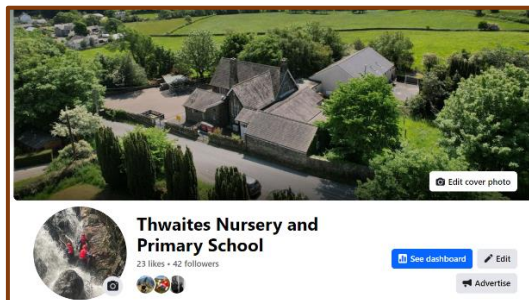 Edit cover photo
Thwaites Nursery and
Primary School
23 likes • 42 followers
See dashboard
Edit
Advertise